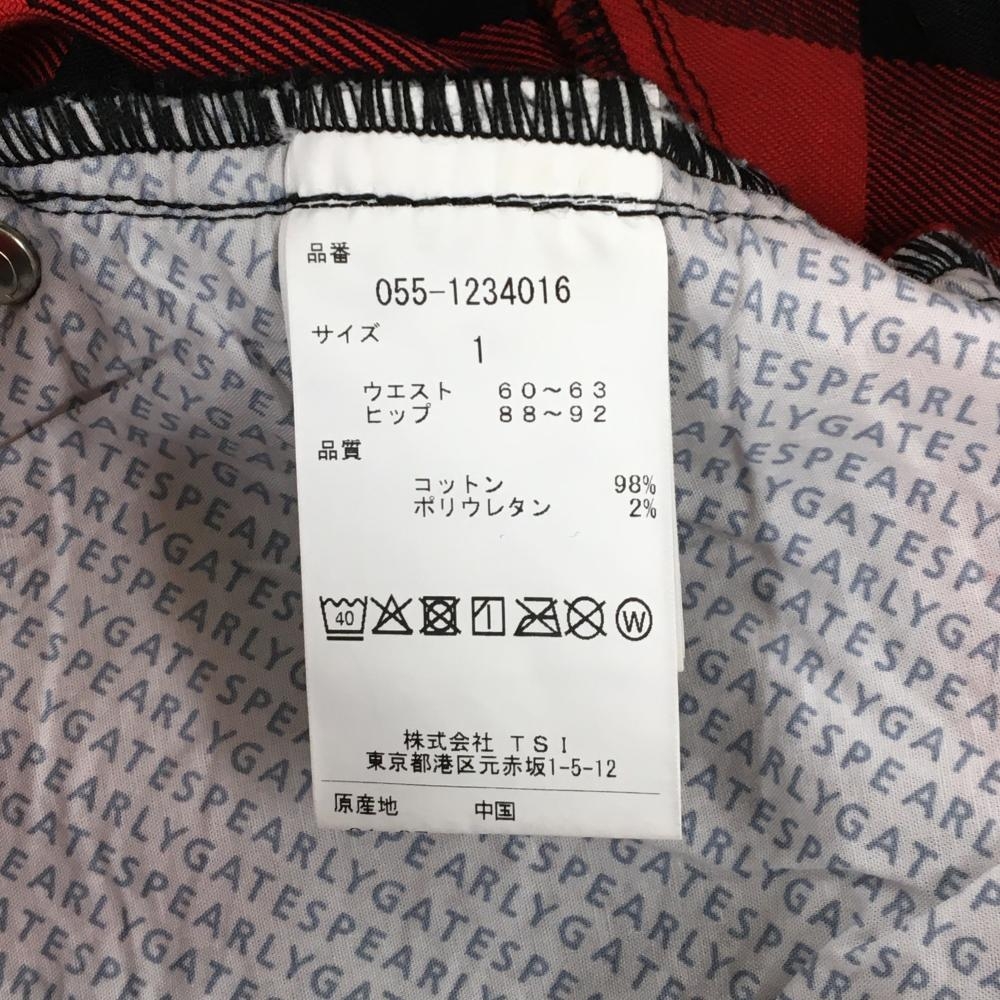 品番
055-1234016
サイズ
1
ウエスト 60～63
ヒップ 88～92
品質
コットン 98%
ポリウレタン 2%
40
W
株式会社 TSI
東京都港区元赤坂1-5-12
原産地 中国
PEARLYGATES